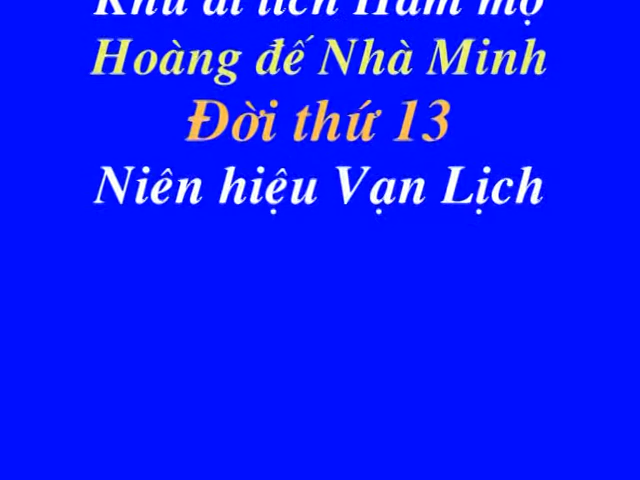 Khu di tích Hầm mộ
Hoàng đế Nhà Minh
Đời thứ 13
Niên hiệu Vạn Lịch